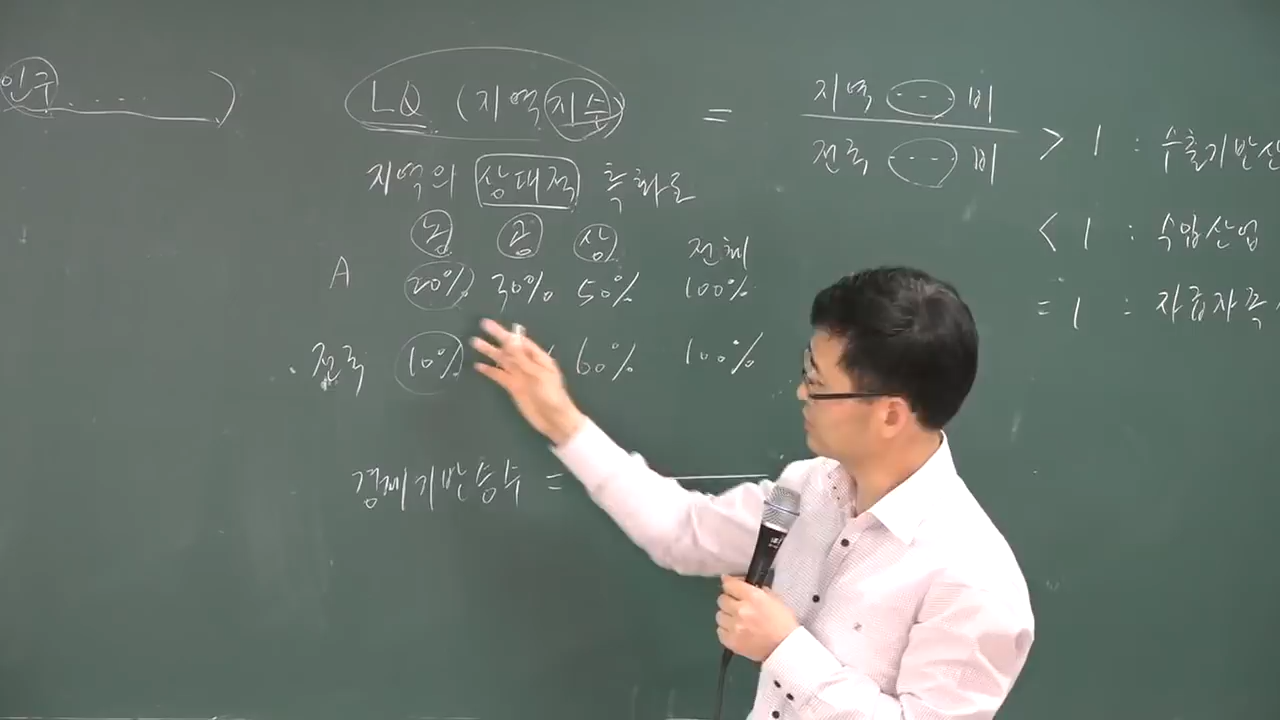 인구 . . . . )
LQ (지역지수) = 지역 --- 비
전국 --- 비
> 1 : 수출기반산
< 1 : 수입산업
= 1 : 자급자족
지역의 상대적 특화도
농 공 상 전체
A 20% 30% 50% 100%
전국 10% % 60% 100%
경제기반승수 =